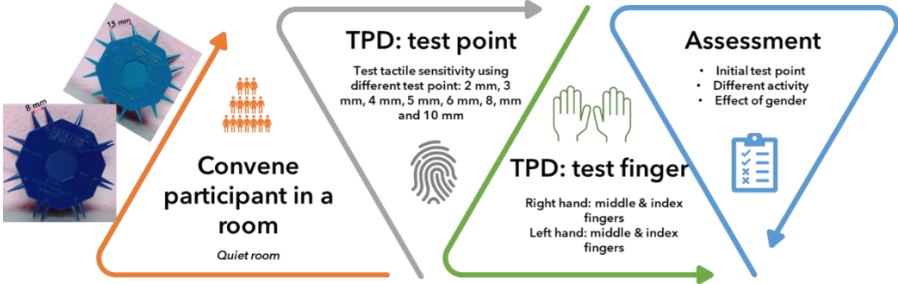 15 mm
8 mm
Convene
participant in a
room
Quiet room
TPD: test point
Test tactile sensitivity using
different test point: 2 mm, 3
mm, 4 mm, 5 mm, 6 mm, 8, mm
and 10 mm
TPD: test finger
Right hand: middle & index
fingers
Left hand: middle & index
fingers
Assessment
• Initial test point
• Different activity
• Effect of gender